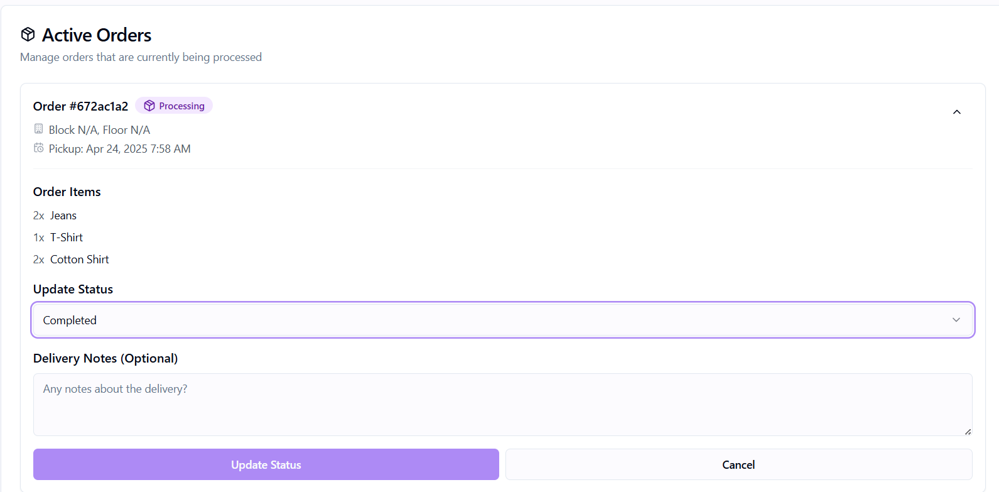 Active Orders
Manage orders that are currently being processed
Order #672ac1a2 Processing
Block N/A, Floor N/A
Pickup: Apr 24, 2025 7:58 AM
Order Items
2x Jeans
1x T-Shirt
2x Cotton Shirt
Update Status
Completed
Delivery Notes (Optional)
Any notes about the delivery?
Update Status Cancel